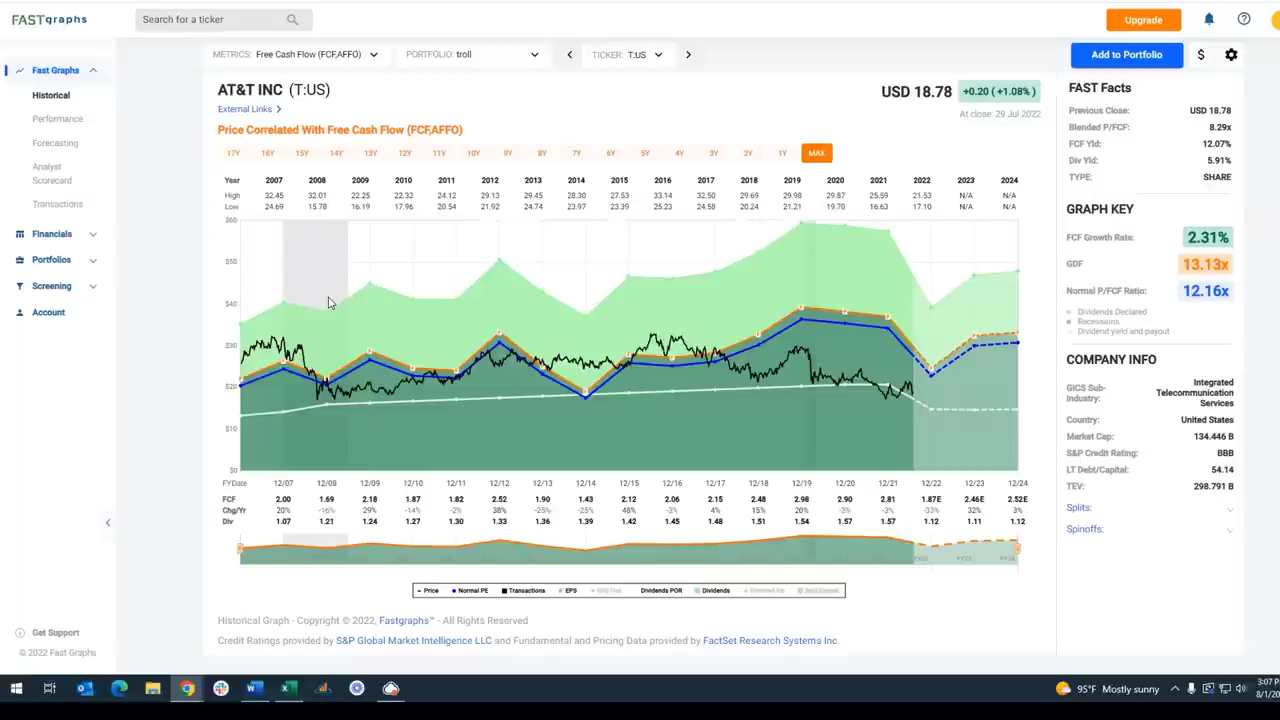 FASTgraphs
Search for a ticker
Upgrade
METRICS: Free Cash Flow (FCF,AFFO)
PORTFOLIO: troll
TICKER: T:US
Add to Portfolio
$
Fast Graphs
Historical
Performance
Forecasting
Analyst
Scorecard
Transactions
Financials
Portfolios
Screening
Account
Get Support
© 2022 Fast Graphs
AT&T INC (T:US)
External Links
USD 18.78 +0.20 (+1.08%)
At close: 29 Jul 2022
Price Correlated With Free Cash Flow (FCF,AFFO)
17Y 16Y 15Y 14Y 13Y 12Y 11Y 10Y 9Y 8Y 7Y 6Y 5Y 4Y 3Y 2Y 1Y MAX
Year 2007 2008 2009 2010 2011 2012 2013 2014 2015 2016 2017 2018 2019 2020 2021 2022 2023 2024
High 32.45 32.01 22.25 22.32 24.12 29.13 29.45 28.30 27.53 33.14 32.50 29.69 29.98 29.87 25.59 21.53 N/A N/A
Low 24.69 15.78 16.19 17.96 20.54 21.92 24.74 23.97 23.39 25.23 24.58 20.24 21.21 19.70 16.63 17.10 N/A N/A
$60
$50
$40
$30
$20
$10
$0
FYDate 12/07 12/08 12/09 12/10 12/11 12/12 12/13 12/14 12/15 12/16 12/17 12/18 12/19 12/20 12/21 12/22 12/23 12/24
FCF 2.00 1.69 2.18 1.87 1.82 2.52 1.90 1.43 2.12 2.06 2.15 2.48 2.98 2.90 2.81 1.87E 2.46E 2.52E
Chg/Yr 20% -16% 29% -14% -2% 38% -25% -25% 48% -3% 4% 15% 20% -3% -3% -33% 32% 3%
Div 1.07 1.21 1.24 1.27 1.30 1.33 1.36 1.39 1.42 1.45 1.48 1.51 1.54 1.57 1.57 1.12 1.11 1.12
Price Normal PE Transactions EPS Dividends POR Dividends
Historical Graph - Copyright © 2022, Fastgraphs™ - All Rights Reserved
Credit Ratings provided by S&P Global Market Intelligence LLC and Fundamental and Pricing Data provided by FactSet Research Systems Inc.
FAST Facts
Previous Close: USD 18.78
Blended P/FCF: 8.29x
FCF Yld: 12.07%
Div Yld: 5.91%
TYPE: SHARE
GRAPH KEY
FCF Growth Rate: 2.31%
GDF 13.13x
Normal P/FCF Ratio: 12.16x
Dividends Declared
Recessions
Dividend yield and payout
COMPANY INFO
GICS Sub-industry: Integrated Telecommunication Services
Country: United States
Market Cap: 134.446 B
S&P Credit Rating: BBB
LT Debt/Capital: 54.14
TEV: 298.791 B
Splits:
Spinoffs:
95°F Mostly sunny
3:07 P
8/1/20